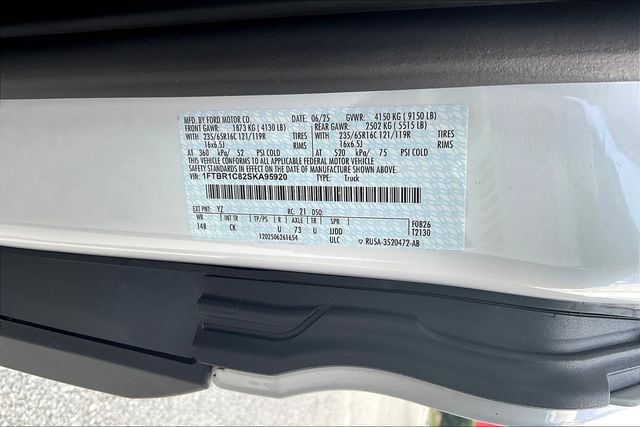 MFD. BY FORD MOTOR CO. DATE: 06/25 GVWR: 4150 KG ( 9150 LB)
FRONT GAWR: 1873 KG ( 4130 LB) REAR GAWR: 2502 KG ( 5515 LB)
WITH 235/65R16C 121/119R TIRES WITH 235/65R16C 121/119R TIRES
16x6.5J RIMS 16x6.5J RIMS
AT 360 kPa/ 52 PSI COLD AT 520 kPa/ 75 PSI COLD
THIS VEHICLE CONFORMS TO ALL APPLICABLE FEDERAL MOTOR VEHICLE SAFETY
STANDARDS IN EFFECT ON THE DATE OF MANUFACTURE SHOWN ABOVE.
VIN: 1FTBR1C82SKA95920 TYPE: Truck
EXT PNT: YZ RC: 21 DSO
WB INT TR TP/PS R AXLE TR SPR F0826
14B CK U 73 U JJDD T2130
1202506261654 ULC ▽ RU5A-3520472-AB